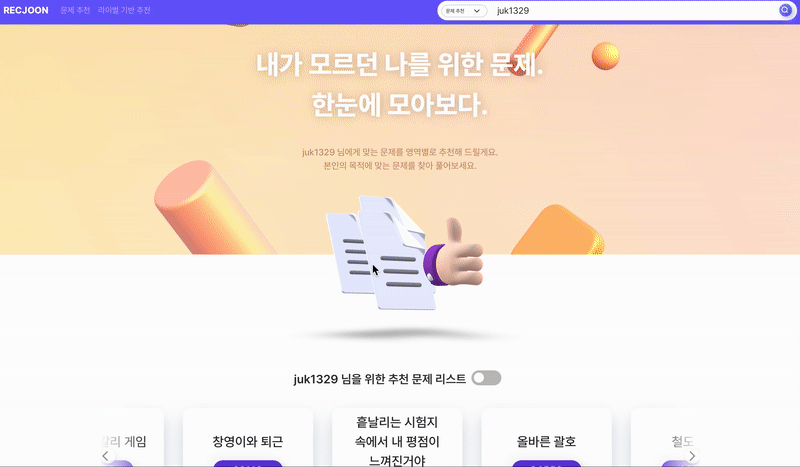 RECJOON
문제 추천
라이벌 기반 추천
문제 추천
juk1329
내가 모르던 나를 위한 문제.
한눈에 모아보다.
juk1329 님에게 맞는 문제를 영역별로 추천해 드릴게요.
본인의 목적에 맞는 문제를 찾아 풀어보세요.
juk1329 님을 위한 추천 문제 리스트
게임
창영이와 퇴근
흩날리는 시험지
속에서 내 평점이
느껴진거야
올바른 괄호
철도